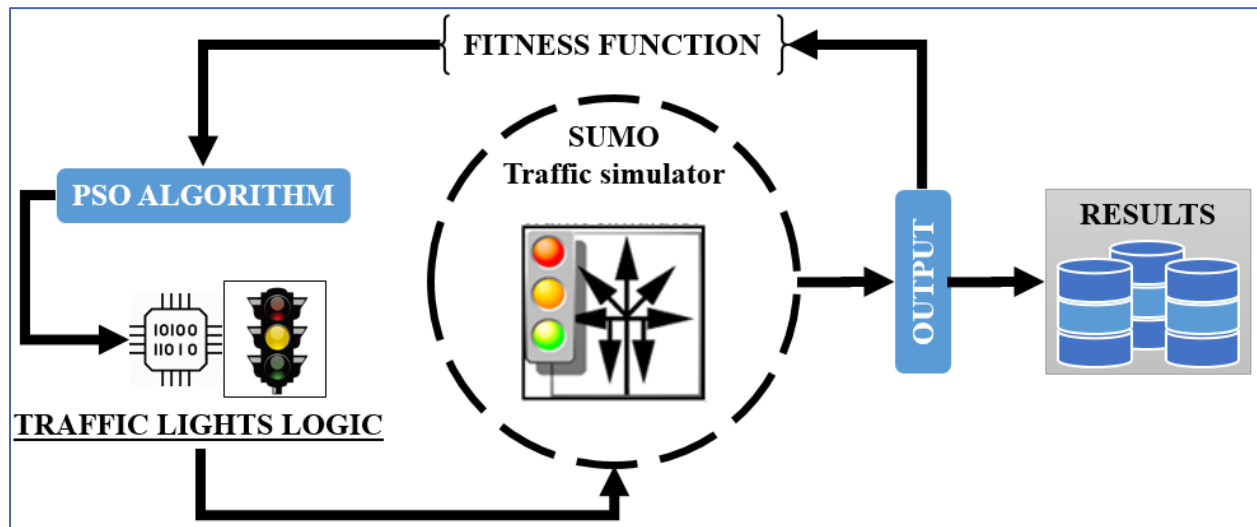 FITNESS FUNCTION
SUMO
Traffic simulator
PSO ALGORITHM
OUTPUT
RESULTS
10100
11010
TRAFFIC LIGHTS LOGIC